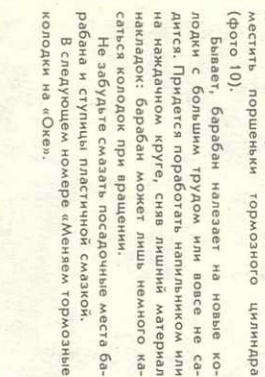 местить поршеньки тормозного цилиндра
(фото 10).
Бывает, барабан налезает на новые ко-
лодки с большим трудом или вовсе не са-
дится. Придется поработать напильником или
на наждачном круге, сняв лишний материал
накладок: барабан может лишь немного ка-
саться колодок при вращении.
Не забудьте смазать посадочные места ба-
рабана и ступицы пластичной смазкой.
В следующем номере «Меняем тормозные
колодки на «Оке».